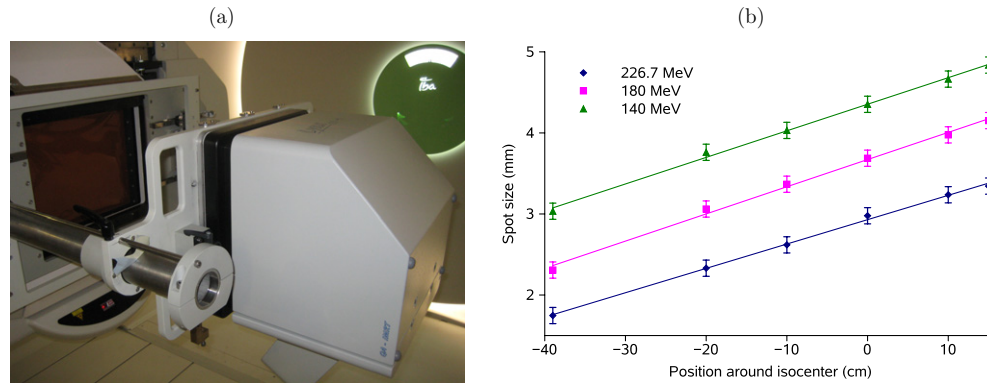 (a)
(b)
iba
5
4
3
2
Spot size (mm)
226.7 MeV
180 MeV
140 MeV
−40
−30
−20
−10
0
10
Position around isocenter (cm)